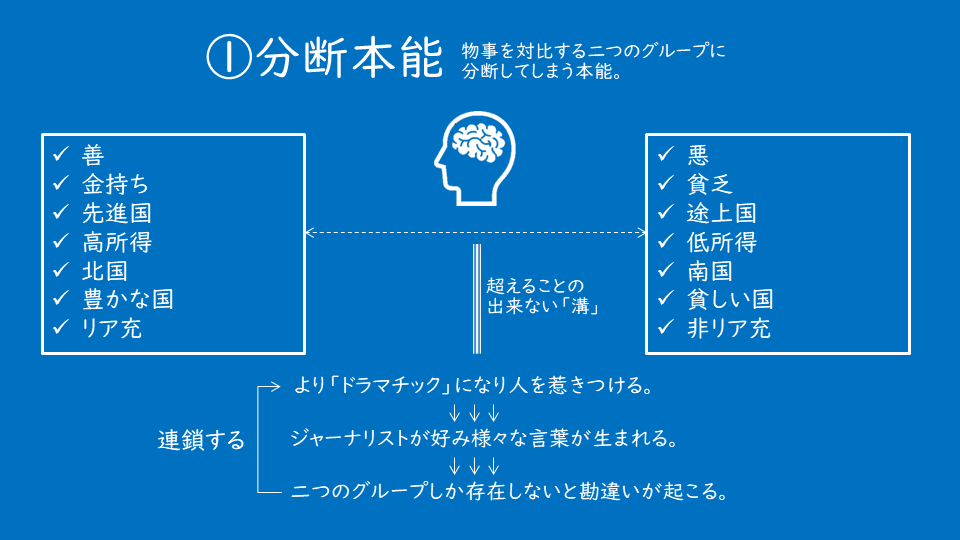 ①分断本能
物事を対比する二つのグループに
分断してしまう本能。
✓ 善
✓ 金持ち
✓ 先進国
✓ 高所得
✓ 北国
✓ 豊かな国
✓ リア充
✓ 悪
✓ 貧乏
✓ 途上国
✓ 低所得
✓ 南国
✓ 貧しい国
✓ 非リア充
超えることの
出来ない「溝」
より「ドラマチック」になり人を惹きつける。
↓↓↓
ジャーナリストが好み様々な言葉が生まれる。
↓↓↓
二つのグループしか存在しないと勘違いが起こる。
連鎖する